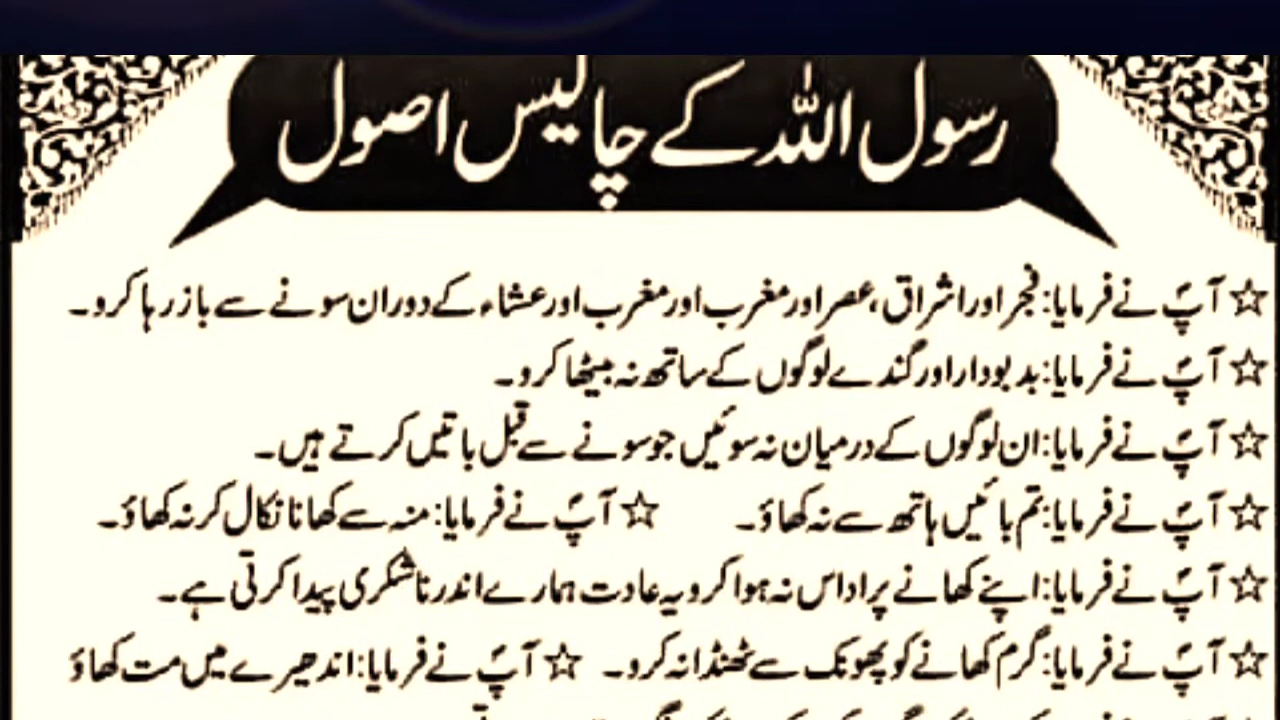 رسول اللہ کے چالیس اصول
☆ آپؐ نے فرمایا: فجر اور اشراق، عصر اور مغرب اور مغرب اور عشاء کے دوران سونے سے باز رہا کرو۔
☆ آپؐ نے فرمایا: بدبودار اور گندے لوگوں کے ساتھ نہ بیٹھا کرو۔
☆ آپؐ نے فرمایا: ان لوگوں کے درمیان نہ سوئیں جو سونے سے قبل باتیں کرتے ہیں۔
☆ آپؐ نے فرمایا: تم بائیں ہاتھ سے نہ کھاؤ۔ ☆ آپؐ نے فرمایا: منہ سے کھانا نکال کر نہ کھاؤ۔
☆ آپؐ نے فرمایا: اپنے کھانے پر اداس نہ ہوا کرو یہ عادت ہمارے اندر ناشکری پیدا کرتی ہے۔
☆ آپؐ نے فرمایا: گرم کھانے کو پھونک سے ٹھنڈا نہ کرو۔ ☆ آپؐ نے فرمایا: اندھیرے میں مت کھاؤ